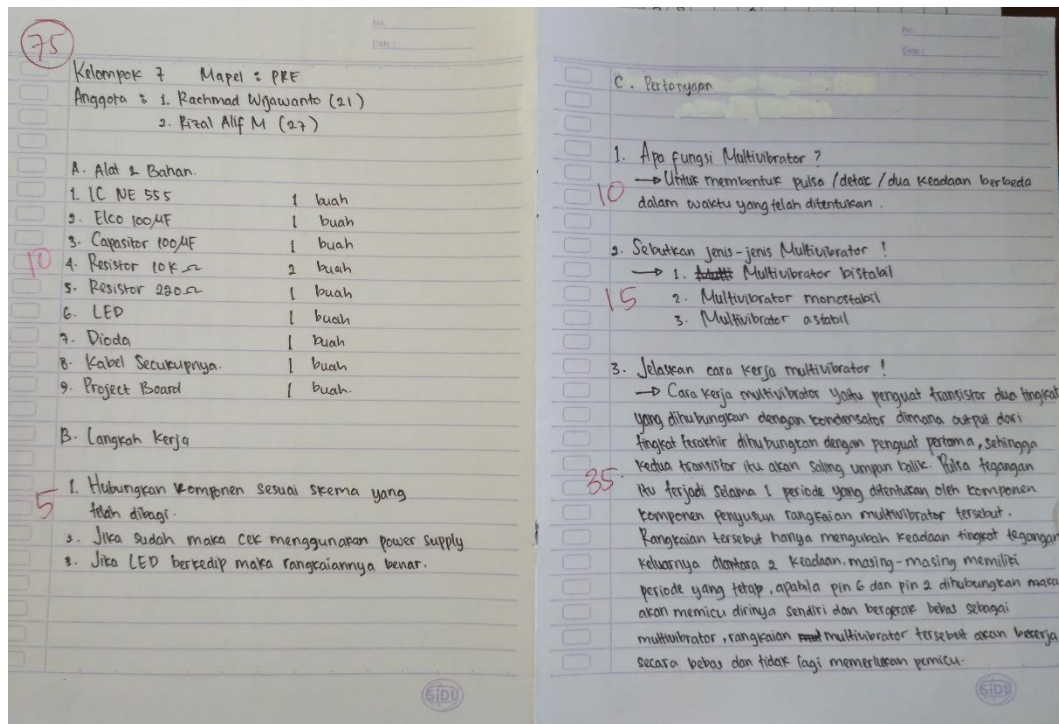 75
No.
Date :
Kelompok 7 Mapel : PRE
Anggota : 1. Rachmad Wijawanto (21)
2. Rizal Alif M (27)
A. Alat & Bahan.
1. IC NE 555 1 buah
2. Elco 100µF 1 buah
3. Capasitor 100µF 1 buah
10
4. Resistor 10K Ω 2 buah
5. Resistor 220 Ω 1 buah
6. LED 1 buah
7. Dioda 1 buah
8. Kabel Secukupnya. 1 buah
9. Project Board 1 buah.
B. Langkah Kerja
5
1. Hubungkan Komponen sesuai skema yang
telah dibagi.
2. Jika sudah maka cek menggunakan power supply
3. Jika LED berkedip maka rangkaiannya benar.
SIDU
No.
Date :
C. Pertanyaan
1. Apa fungsi Multivibrator ?
→ Untuk membentuk pulsa /detak /dua keadaan berbeda
10
dalam waktu yang telah ditentukan.
2. Sebutkan jenis-jenis Multivibrator !
→ 1. Multivibrator bistabil
15
2. Multivibrator monostabil
3. Multivibrator astabil
3. Jelaskan cara kerja multivibrator !
→ Cara kerja multivibrator yaitu penguat transistor dua tingkat
yang dihubungkan dengan kondensator dimana output dari
tingkat terakhir dihubungkan dengan penguat pertama, sehingga
kedua transistor itu akan saling umpan balik. Pulsa tegangan
35
itu terjadi selama 1 periode yang ditentukan oleh komponen
komponen penyusun rangkaian multivibrator tersebut.
Rangkaian tersebut hanya mengubah keadaan tingkat tegangan
keluarnya diantara 2 keadaan, masing-masing memiliki
periode yang tetap, apabila pin 6 dan pin 2 dihubungkan maka
akan memicu dirinya sendiri dan bergerak bebas sebagai
multivibrator, rangkaian multivibrator tersebut akan bekerja
secara bebas dan tidak lagi memerlukan pemicu.
SIDU